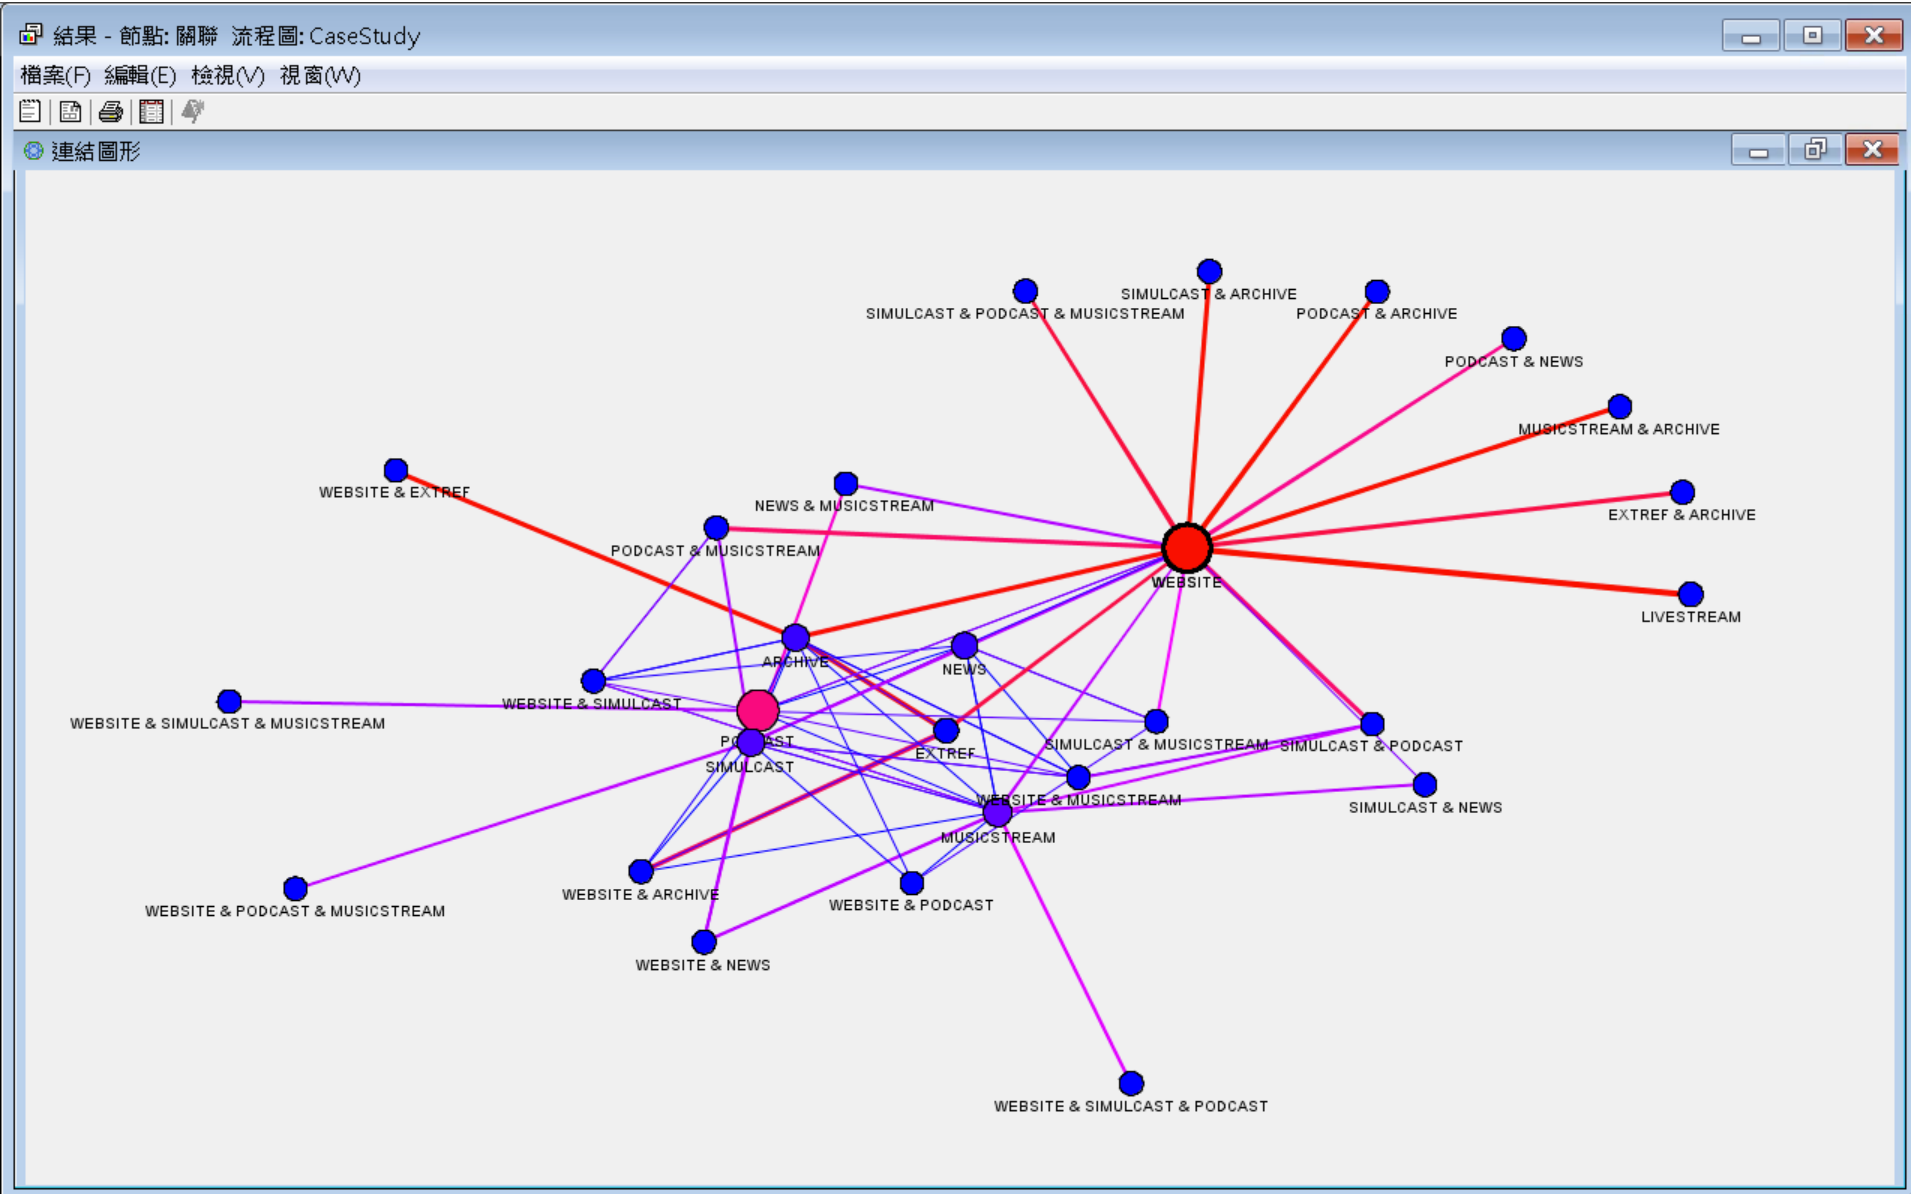 結果 - 節點: 關聯 流程圖: CaseStudy
檔案(F) 編輯(E) 檢視(V) 視窗(W)
連結圖形
SIMULCAST & ARCHIVE
SIMULCAST & PODCAST & MUSICSTREAM
PODCAST & ARCHIVE
PODCAST & NEWS
MUSICSTREAM & ARCHIVE
WEBSITE & EXTREF
NEWS & MUSICSTREAM
EXTREF & ARCHIVE
PODCAST & MUSICSTREAM
WEBSITE
LIVESTREAM
ARCHIVE
NEWS
WEBSITE & SIMULCAST
WEBSITE & SIMULCAST & MUSICSTREAM
PODCAST
EXTREF
SIMULCAST & MUSICSTREAM
SIMULCAST & PODCAST
SIMULCAST
WEBSITE & MUSICSTREAM
SIMULCAST & NEWS
MUSICSTREAM
WEBSITE & ARCHIVE
WEBSITE & PODCAST
WEBSITE & PODCAST & MUSICSTREAM
WEBSITE & NEWS
WEBSITE & SIMULCAST & PODCAST